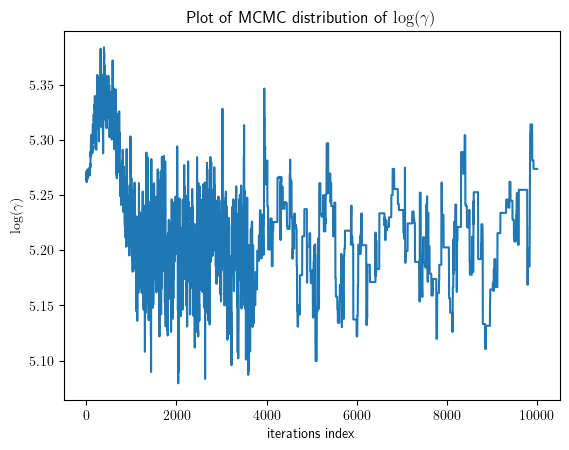 Plot of MCMC distribution of log(γ)
log(γ)
5.35
5.30
5.25
5.20
5.15
5.10
0 2000 4000 6000 8000 10000
iterations index